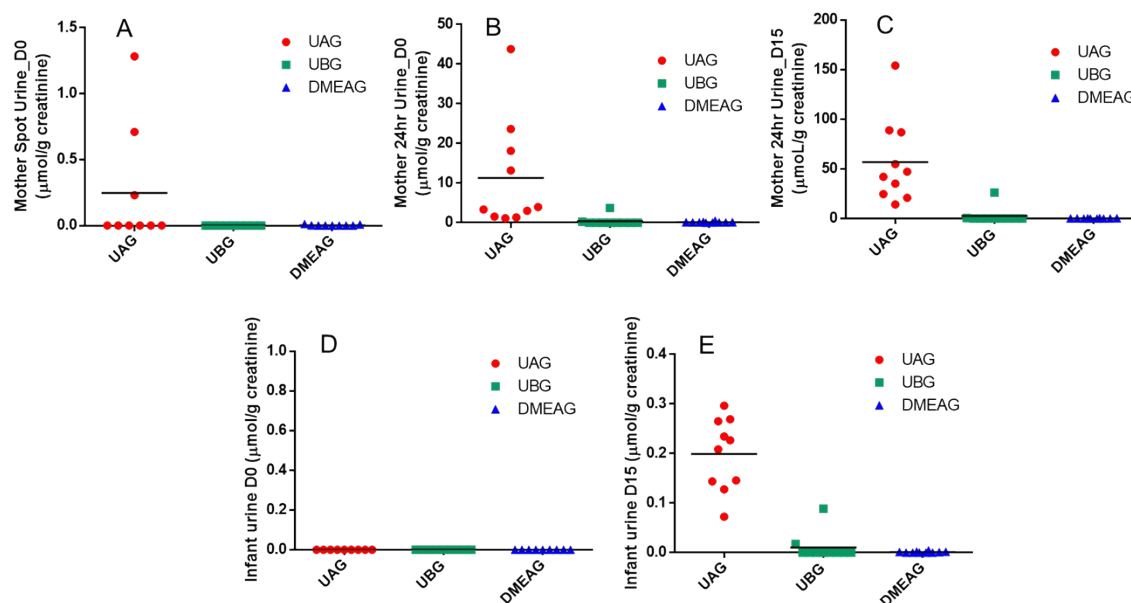 A
Mother Spot Urine_D0
(μmol/g creatinine)
1.5
1.0
0.5
0.0
UAG
UBG
DMEAG
UAG
UBG
DMEAG
B
Mother 24hr Urine_D0
(μmol/g creatinine)
50
40
30
20
10
0
UAG
UBG
DMEAG
UAG
UBG
DMEAG
C
Mother 24hr Urine_D15
(μmoL/g creatinine)
200
150
100
50
0
UAG
UBG
DMEAG
UAG
UBG
DMEAG
D
Infant urine D0 (μmol/g creatinine)
1.0
0.8
0.6
0.4
0.2
0.0
UAG
UBG
DMEAG
UAG
UBG
DMEAG
E
Infant urine D15 (μmol/g creatinine)
0.4
0.3
0.2
0.1
0.0
UAG
UBG
DMEAG
UAG
UBG
DMEAG